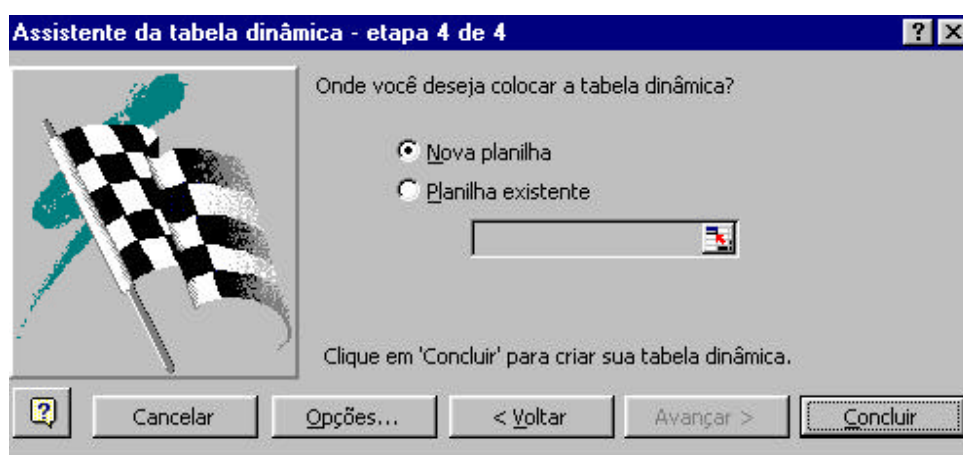 Assistente da tabela dinâmica - etapa 4 de 4
Onde você deseja colocar a tabela dinâmica?
Nova planilha
Planilha existente
Clique em 'Concluir' para criar sua tabela dinâmica.
Cancelar
Opções...
< Voltar
Avançar >
Concluir